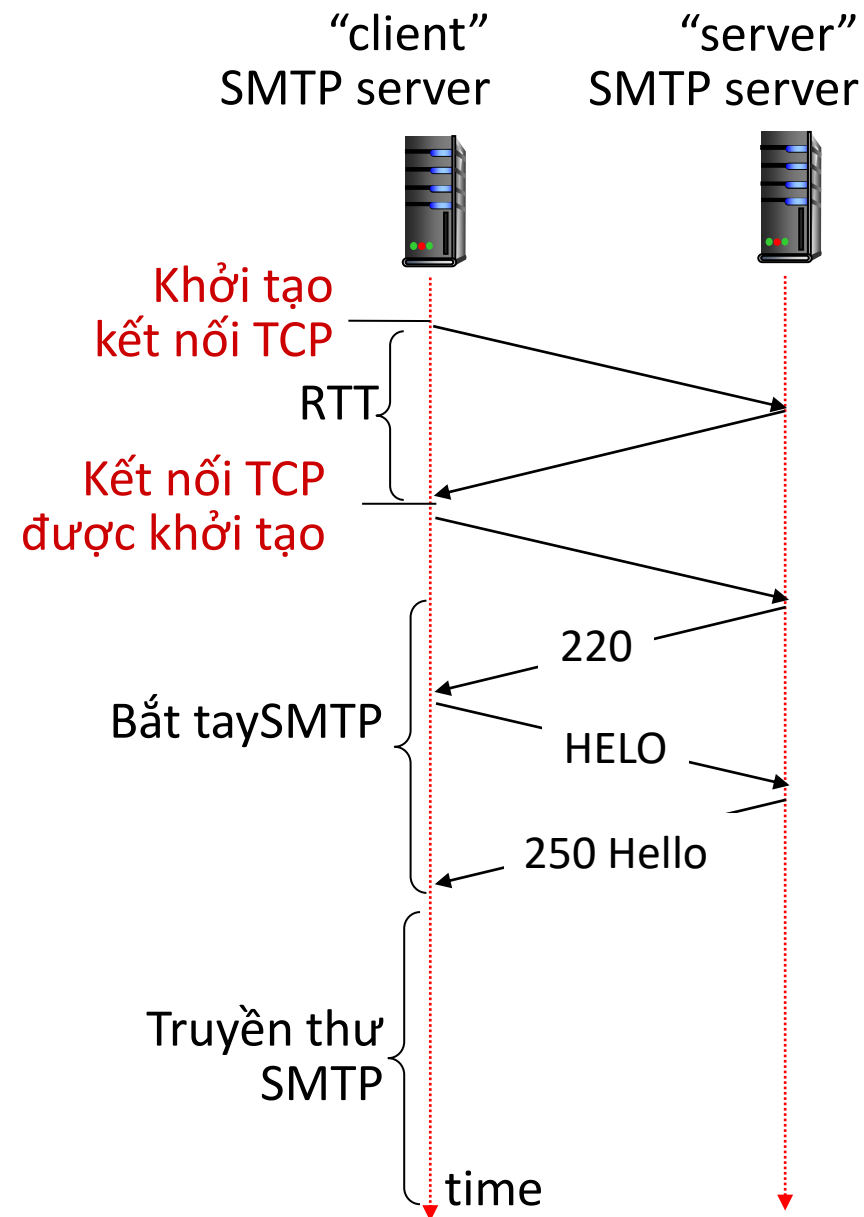 “client”
SMTP server
“server”
SMTP server
Khởi tạo
kết nối TCP
RTT
Kết nối TCP
được khởi tạo
220
Bắt taySMTP
HELO
250 Hello
Truyền thư
SMTP
time